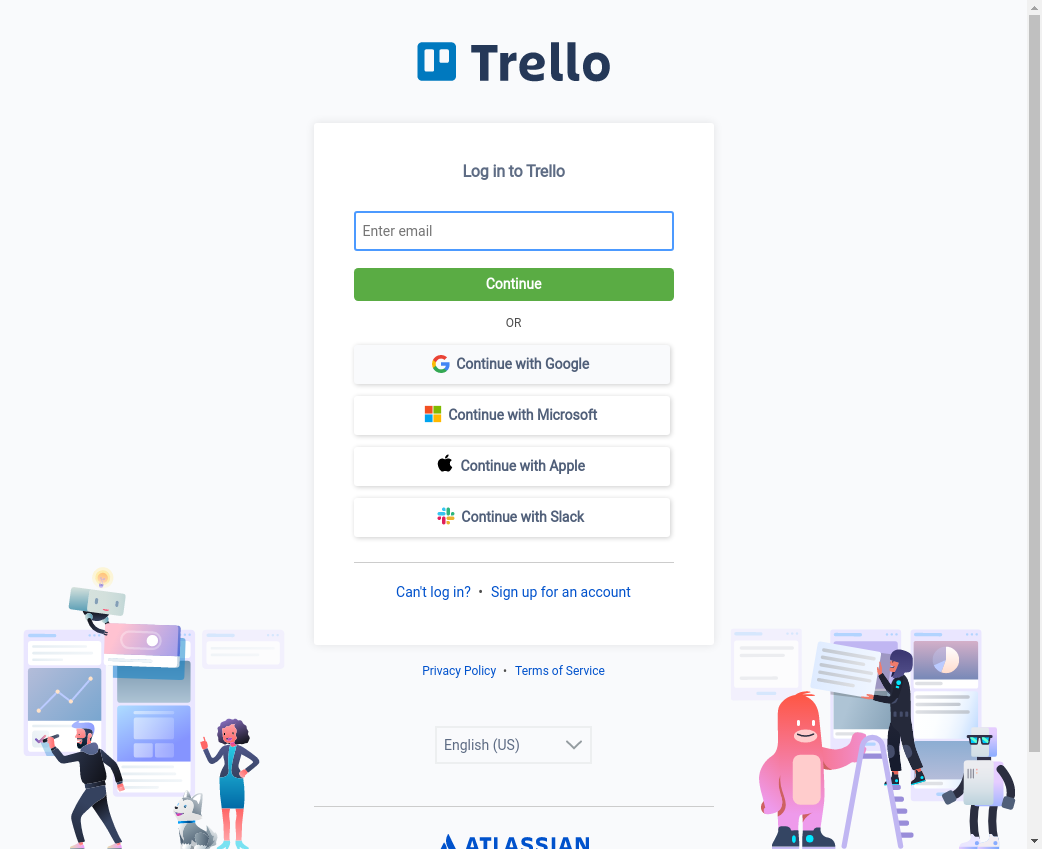 Trello
Log in to Trello
Enter email
Continue
OR
Continue with Google
Continue with Microsoft
Continue with Apple
Continue with Slack
Can't log in? • Sign up for an account
Privacy Policy • Terms of Service
English (US)
ATLASSIAN